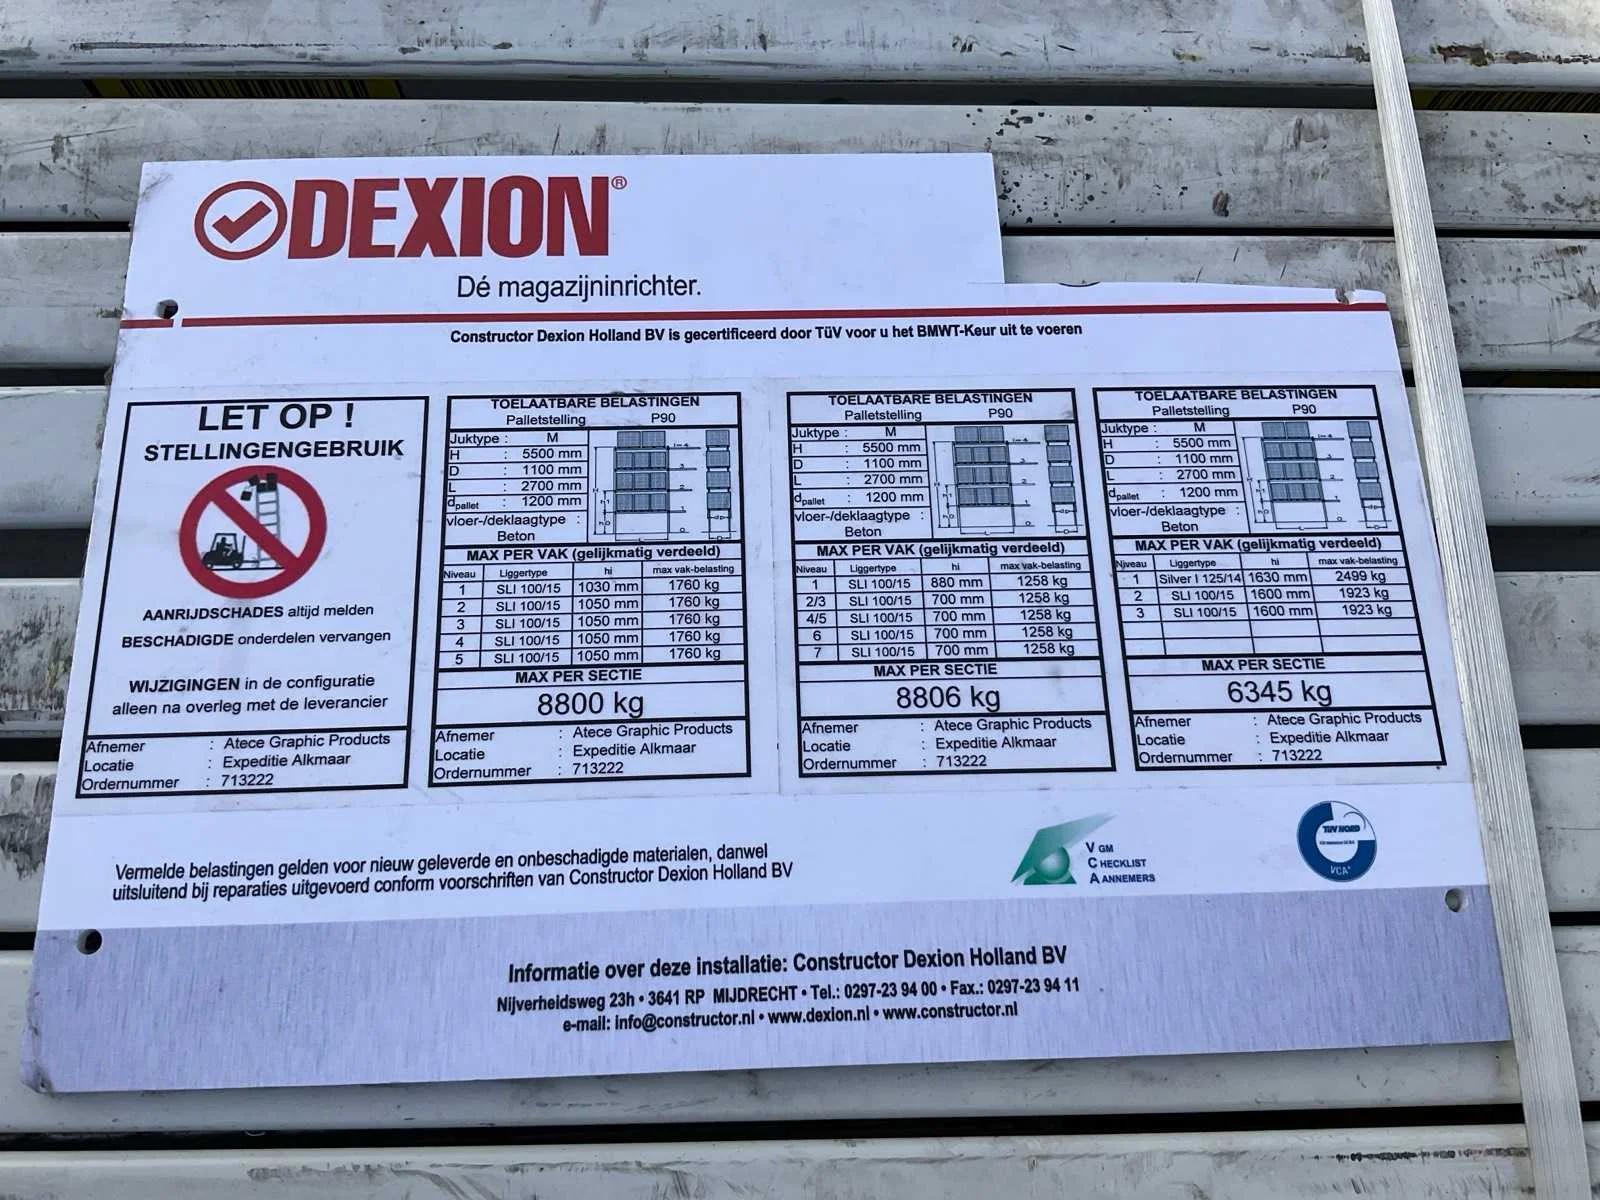 DEXION®
Dé magazijninrichter.
Constructor Dexion Holland BV is gecertificeerd door TüV voor u het BMWT-Keur uit te voeren
LET OP !
STELLINGENGEBRUIK
AANRIJDSCHADES altijd melden
BESCHADIGDE onderdelen vervangen
WIJZIGINGEN in de configuratie
alleen na overleg met de leverancier
Afnemer : Atece Graphic Products
Locatie : Expeditie Alkmaar
Ordernummer : 713222
TOELAATBARE BELASTINGEN
Palletstelling P90
Juktype : M
H : 5500 mm
D : 1100 mm
L : 2700 mm
dpallet : 1200 mm
vloer-/deklaagtype :
Beton
MAX PER VAK (gelijkmatig verdeeld)
Niveau Liggertype hi max vak-belasting
1 SLI 100/15 1030 mm 1760 kg
2 SLI 100/15 1050 mm 1760 kg
3 SLI 100/15 1050 mm 1760 kg
4 SLI 100/15 1050 mm 1760 kg
5 SLI 100/15 1050 mm 1760 kg
MAX PER SECTIE
8800 kg
Afnemer : Atece Graphic Products
Locatie : Expeditie Alkmaar
Ordernummer : 713222
TOELAATBARE BELASTINGEN
Palletstelling P90
Juktype : M
H : 5500 mm
D : 1100 mm
L : 2700 mm
dpallet : 1200 mm
vloer-/deklaagtype :
Beton
MAX PER VAK (gelijkmatig verdeeld)
Niveau Liggertype hi max vak-belasting
1 SLI 100/15 880 mm 1258 kg
2/3 SLI 100/15 700 mm 1258 kg
4/5 SLI 100/15 700 mm 1258 kg
6 SLI 100/15 700 mm 1258 kg
7 SLI 100/15 700 mm 1258 kg
MAX PER SECTIE
8806 kg
Afnemer : Atece Graphic Products
Locatie : Expeditie Alkmaar
Ordernummer : 713222
TOELAATBARE BELASTINGEN
Palletstelling P90
Juktype : M
H : 5500 mm
D : 1100 mm
L : 2700 mm
dpallet : 1200 mm
vloer-/deklaagtype :
Beton
MAX PER VAK (gelijkmatig verdeeld)
Niveau Liggertype hi max vak-belasting
1 Silver I 125/14 1630 mm 2499 kg
2 SLI 100/15 1600 mm 1923 kg
3 SLI 100/15 1600 mm 1923 kg
MAX PER SECTIE
6345 kg
Afnemer : Atece Graphic Products
Locatie : Expeditie Alkmaar
Ordernummer : 713222
Vermelde belastingen gelden voor nieuw geleverde en onbeschadigde materialen, danwel
uitsluitend bij reparaties uitgevoerd conform voorschriften van Constructor Dexion Holland BV
V GM
C HECKLIST
A ANNEMERS
TÜV NORD
VCA*
Informatie over deze installatie: Constructor Dexion Holland BV
Nijverheidsweg 23h • 3641 RP MIJDRECHT • Tel.: 0297-23 94 00 • Fax.: 0297-23 94 11
e-mail: info@constructor.nl • www.dexion.nl • www.constructor.nl